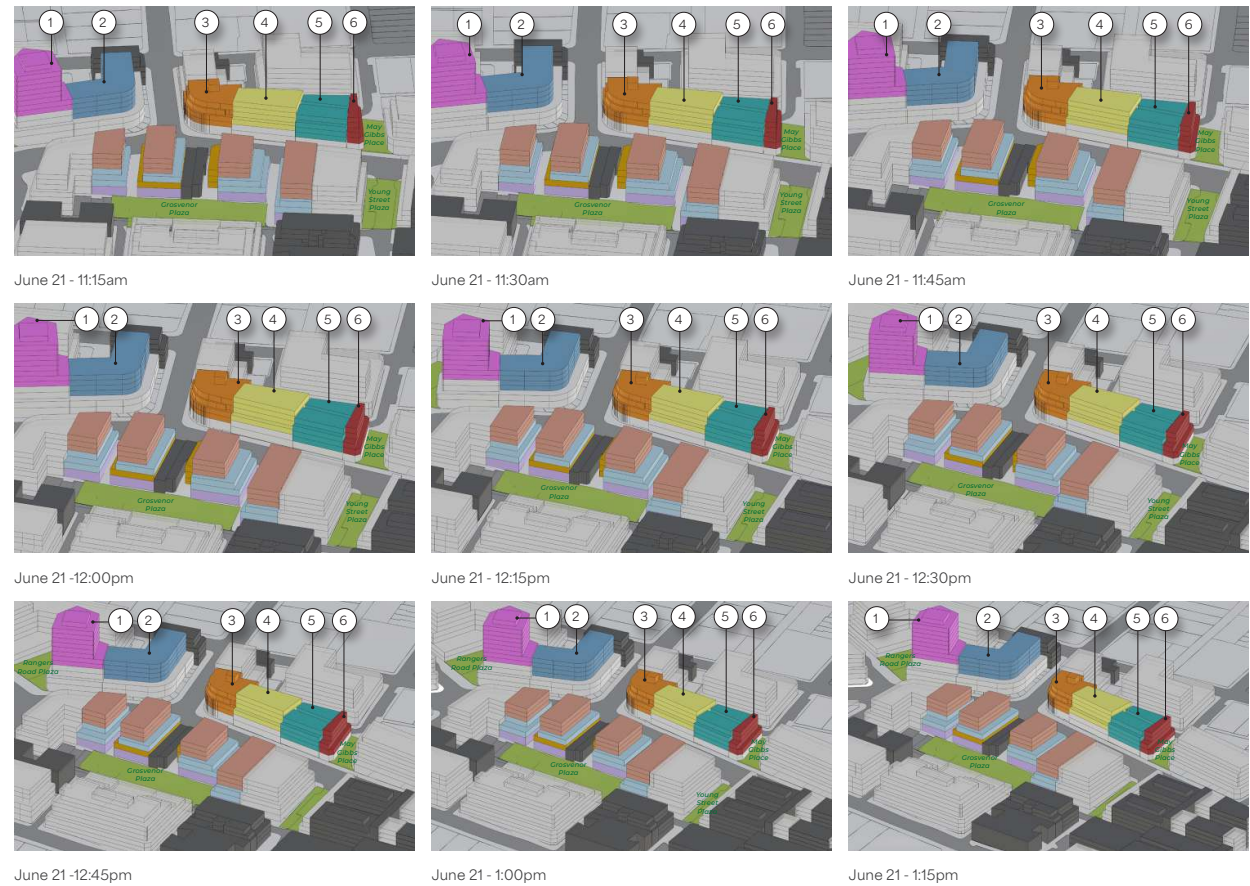 1 2 3 4 5 6
May
Gibbs
Place
Young
Street
Plaza
Grosvenor
Plaza
June 21 - 11:15am
1 2 3 4 5 6
May
Gibbs
Place
Young
Street
Plaza
Grosvenor
Plaza
June 21 - 11:30am
1 2 3 4 5 6
May
Gibbs
Place
Young
Street
Plaza
Grosvenor
Plaza
June 21 - 11:45am
1 2 3 4 5 6
May
Gibbs
Place
Grosvenor
Plaza
Young
Street
Plaza
June 21 -12:00pm
1 2 3 4 5 6
May
Gibbs
Place
Grosvenor
Plaza
Young
Street
Plaza
June 21 - 12:15pm
1 2 3 4 5 6
May
Gibbs
Place
Grosvenor
Plaza
Young
Street
Plaza
June 21 - 12:30pm
1 2 3 4 5 6
Rangers
Road Plaza
May
Gibbs
Place
Grosvenor
Plaza
June 21 -12:45pm
1 2 3 4 5 6
Rangers
Road Plaza
May
Gibbs
Place
Grosvenor
Plaza
Young
Street
Plaza
June 21 - 1:00pm
1 2 3 4 5 6
Rangers
Road Plaza
May
Gibbs
Place
Grosvenor
Plaza
June 21 - 1:15pm